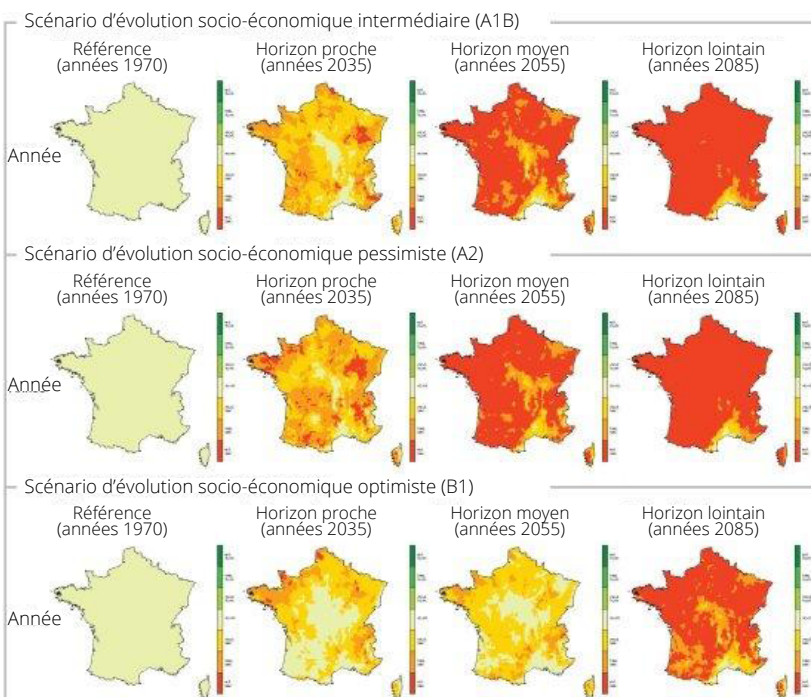 Scénario d’évolution socio-économique intermédiaire (A1B)
Référence
(années 1970)
Horizon proche
(années 2035)
Horizon moyen
(années 2055)
Horizon lointain
(années 2085)
Année
Scénario d’évolution socio-économique pessimiste (A2)
Référence
(années 1970)
Horizon proche
(années 2035)
Horizon moyen
(années 2055)
Horizon lointain
(années 2085)
Année
Scénario d’évolution socio-économique optimiste (B1)
Référence
(années 1970)
Horizon proche
(années 2035)
Horizon moyen
(années 2055)
Horizon lointain
(années 2085)
Année